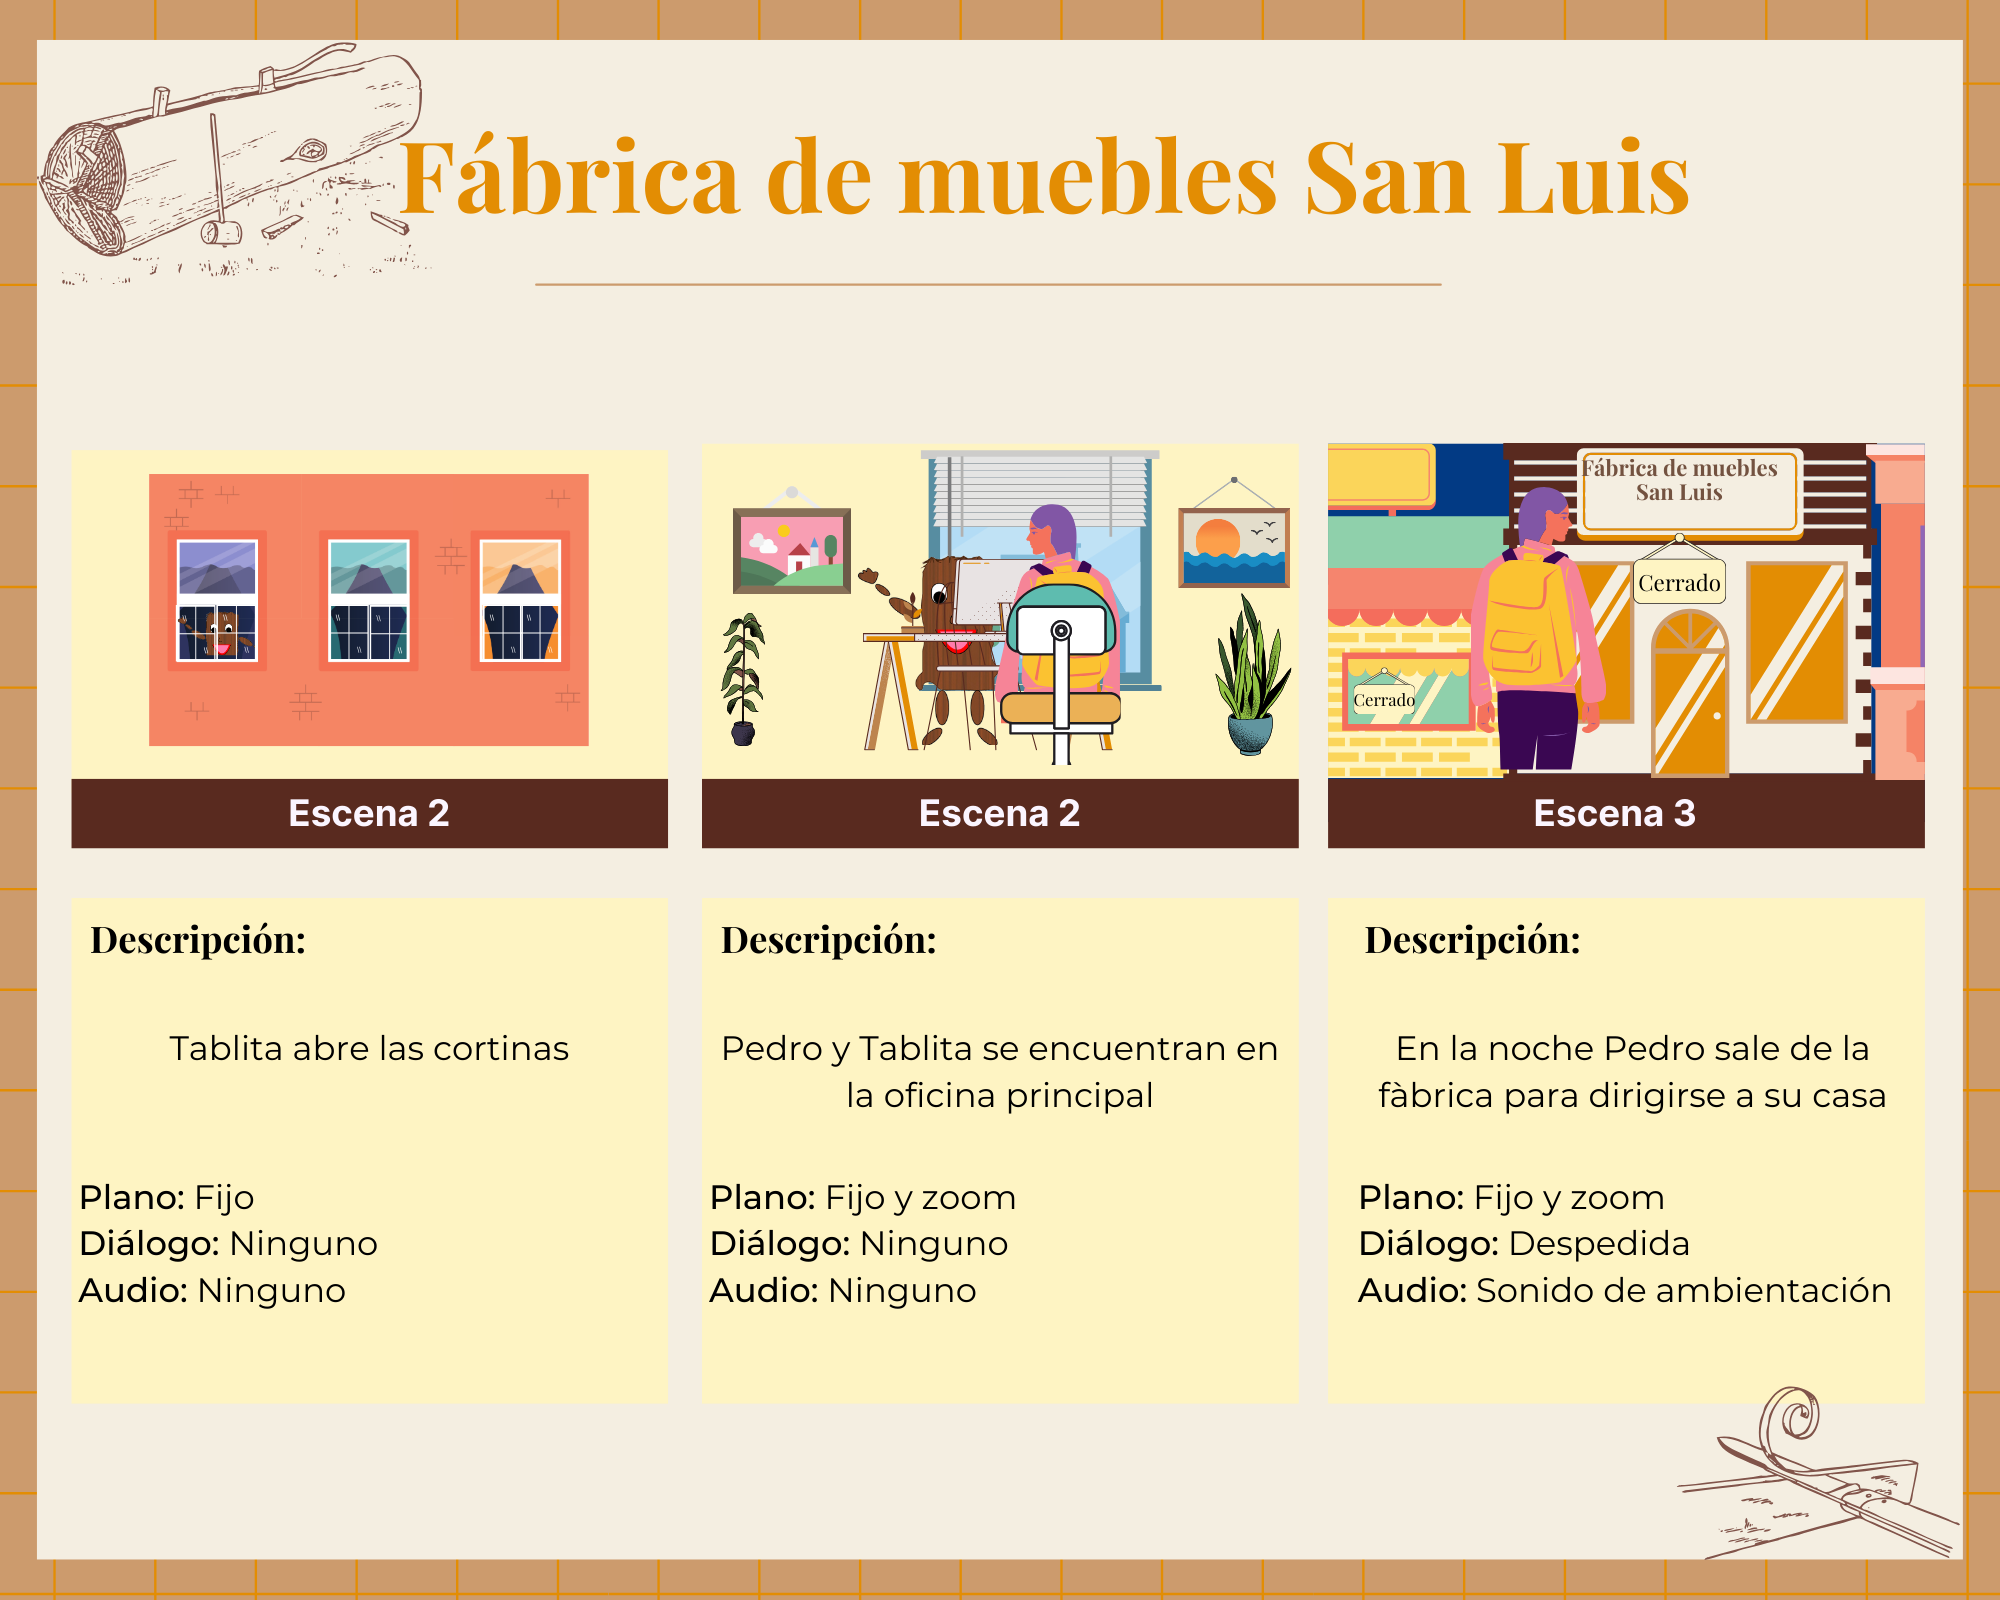 Fábrica de muebles San Luis
Fábrica de muebles
San Luis
Cerrado
Cerrado
Escena 2
Escena 2
Escena 3
Descripción:
Tablita abre las cortinas
Plano: Fijo
Diálogo: Ninguno
Audio: Ninguno
Descripción:
Pedro y Tablita se encuentran en
la oficina principal
Plano: Fijo y zoom
Diálogo: Ninguno
Audio: Ninguno
Descripción:
En la noche Pedro sale de la
fàbrica para dirigirse a su casa
Plano: Fijo y zoom
Diálogo: Despedida
Audio: Sonido de ambientación